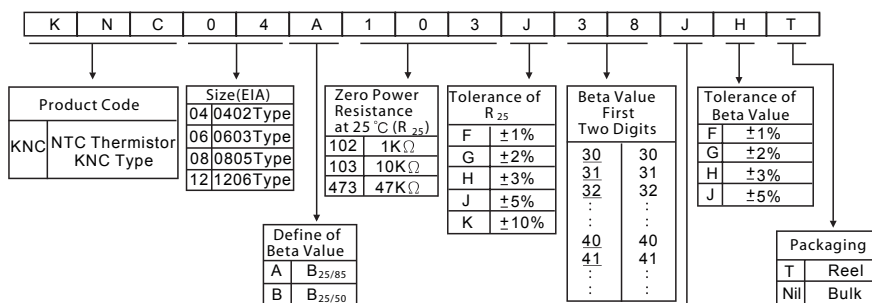 K N C 0 4 A 1 0 3 J 3 8 J H T
Product Code
KNC NTC Thermistor
KNC Type
Size(EIA)
04 0402Type
06 0603Type
08 0805Type
12 1206Type
Define of
Beta Value
A B25/85
B B25/50
Zero Power
Resistance
at 25 ℃ (R 25)
102 1KΩ
103 10KΩ
473 47KΩ
Tolerance of
R 25
F ±1%
G ±2%
H ±3%
J ±5%
K ±10%
Beta Value
First
Two Digits
30 30
31 31
32 32
: :
: :
40 40
41 41
: :
: :
Tolerance of
Beta Value
F ±1%
G ±2%
H ±3%
J ±5%
Packaging
T Reel
Nil Bulk